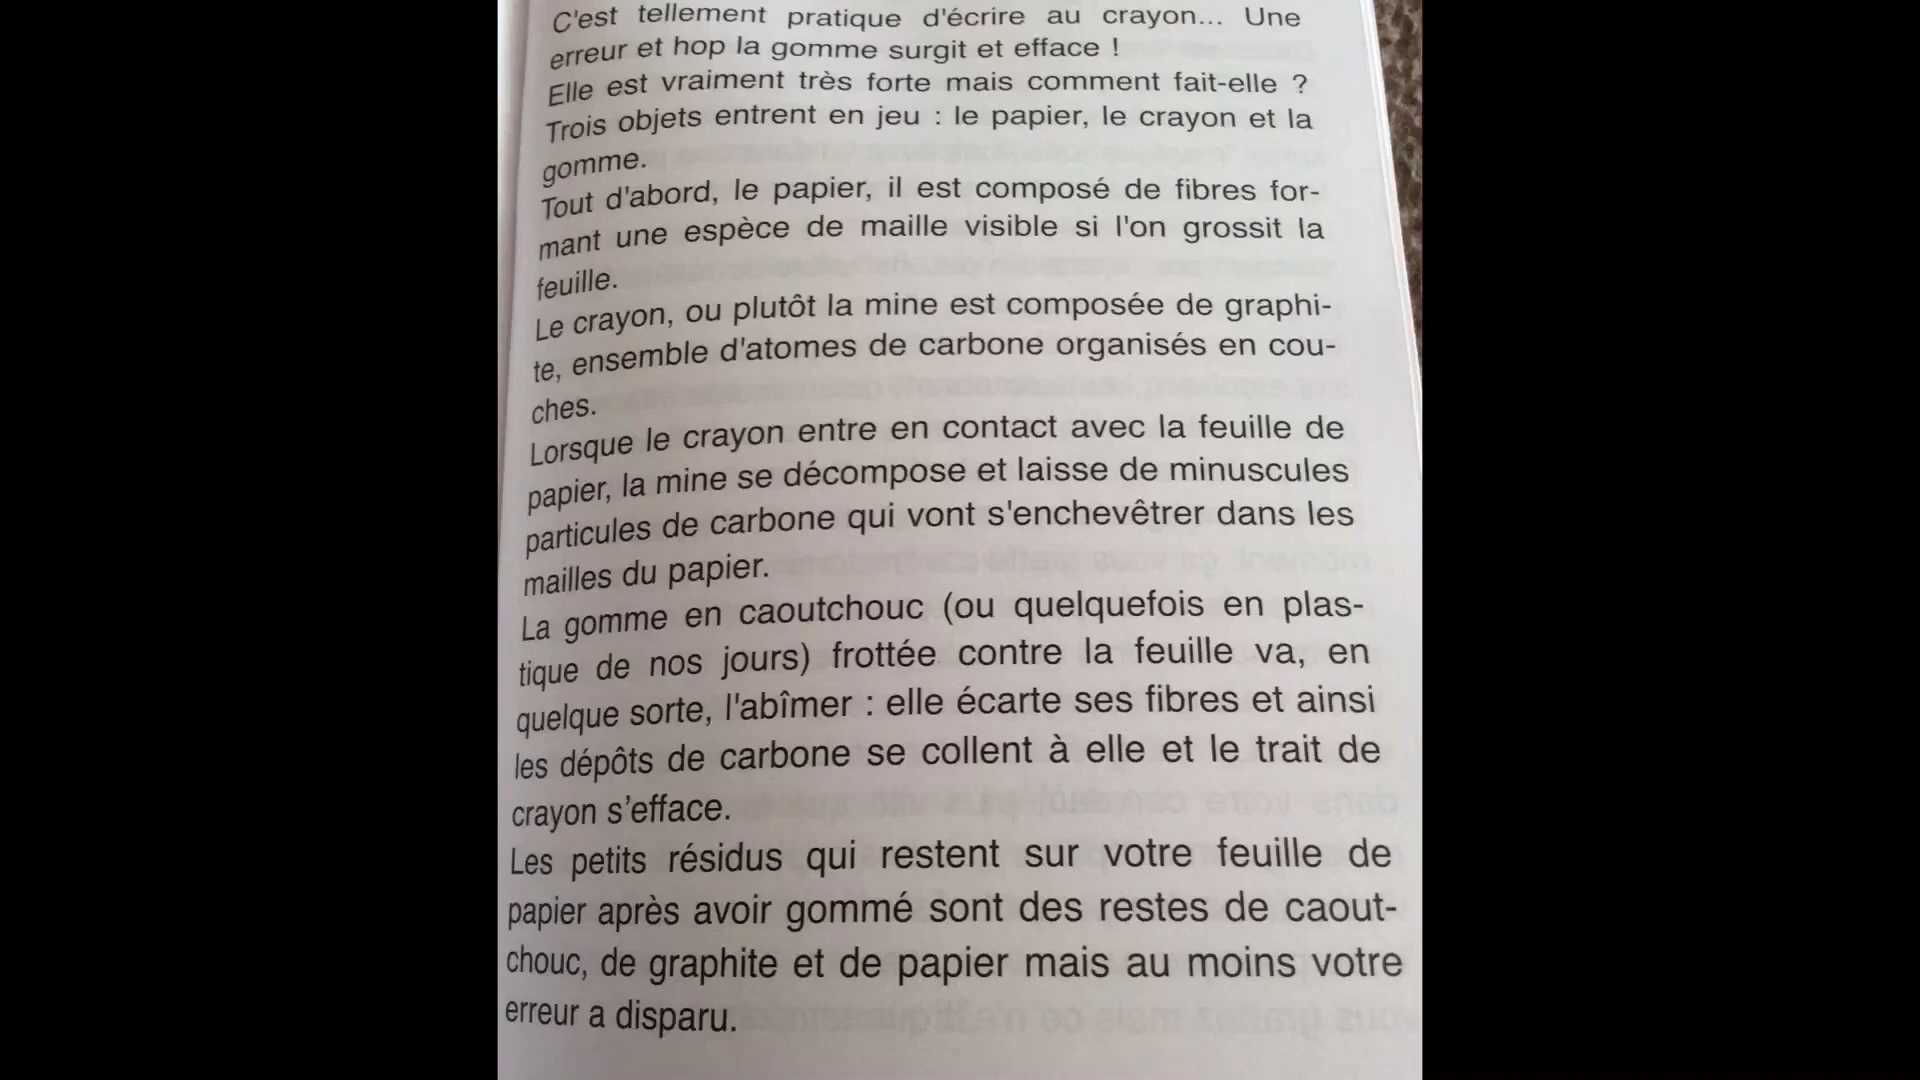 C'est tellement pratique d'écrire au crayon... Une
erreur et hop la gomme surgit et efface !
Elle est vraiment très forte mais comment fait-elle ?
Trois objets entrent en jeu : le papier, le crayon et la
gomme.
Tout d'abord, le papier, il est composé de fibres for-
mant une espèce de maille visible si l'on grossit la
feuille.
Le crayon, ou plutôt la mine est composée de graphi-
te, ensemble d'atomes de carbone organisés en cou-
ches.
Lorsque le crayon entre en contact avec la feuille de
papier, la mine se décompose et laisse de minuscules
particules de carbone qui vont s'enchevêtrer dans les
mailles du papier.
La gomme en caoutchouc (ou quelquefois en plas-
tique de nos jours) frottée contre la feuille va, en
quelque sorte, l'abîmer : elle écarte ses fibres et ainsi
les dépôts de carbone se collent à elle et le trait de
crayon s’efface.
Les petits résidus qui restent sur votre feuille de
papier après avoir gommé sont des restes de caout-
chouc, de graphite et de papier mais au moins votre
erreur a disparu.